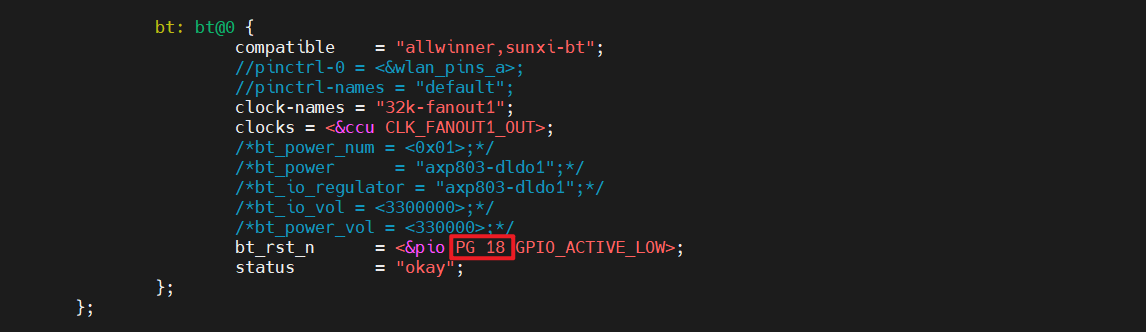 bt: bt@0 {
compatible = "allwinner,sunxi-bt";
//pinctrl-0 = <&wlan_pins_a>;
//pinctrl-names = "default";
clock-names = "32k-fanout1";
clocks = <&ccu CLK_FANOUT1_OUT>;
/*bt_power_num = <0x01>;*/
/*bt_power = "axp803-dldo1";*/
/*bt_io_regulator = "axp803-dldo1";*/
/*bt_io_vol = <3300000>;*/
/*bt_power_vol = <330000>;*/
bt_rst_n = <&pio PG 18 GPIO_ACTIVE_LOW>;
status = "okay";
};
};